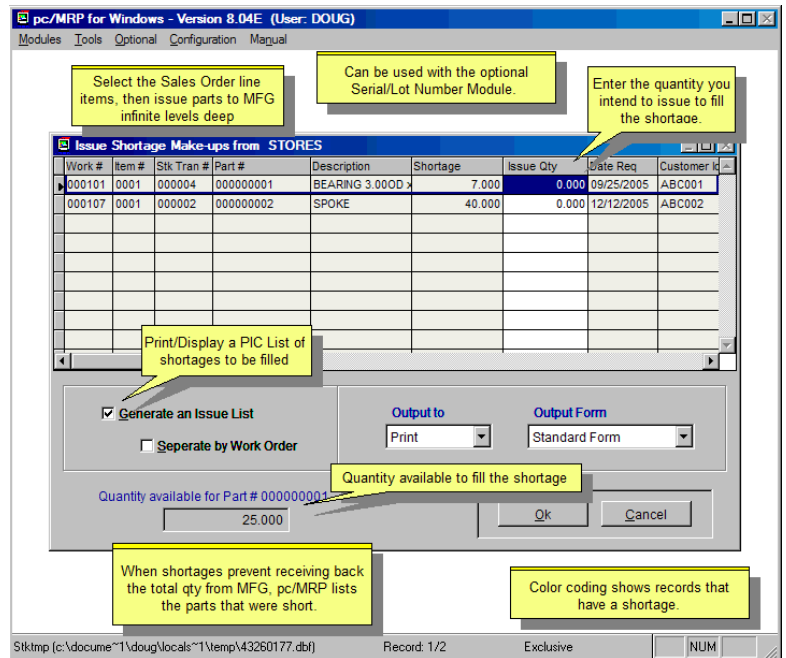 pc/MRP for Windows - Version 8.04E (User: DOUG)
Modules Tools Optional Configuration Manual
Select the Sales Order line
items, then issue parts to MFG
infinite levels deep
Can be used with the optional
Serial/Lot Number Module.
Enter the quantity you
intend to issue to fill
the shortage.
Issue Shortage Make-ups from STORES
Work # Item # Stk Tran # Part # Description Shortage Issue Qty Date Req Customer Id
000101 0001 000004 000000001 BEARING 3.00OD x 7.000 0.000 09/25/2005 ABC001
000107 0001 000002 000000002 SPOKE 40.000 0.000 12/12/2005 ABC002
Print/Display a PIC List of
shortages to be filled
Generate an Issue List
Seperate by Work Order
Output to
Print
Output Form
Standard Form
Quantity available to fill the shortage
Quantity available for Part # 000000001
25.000
Ok
Cancel
When shortages prevent receiving back
the total qty from MFG, pc/MRP lists
the parts that were short.
Color coding shows records that
have a shortage.
Stktmp (c:\docume~1\doug\locals~1\temp\43260177.dbf) Record: 1/2 Exclusive NUM